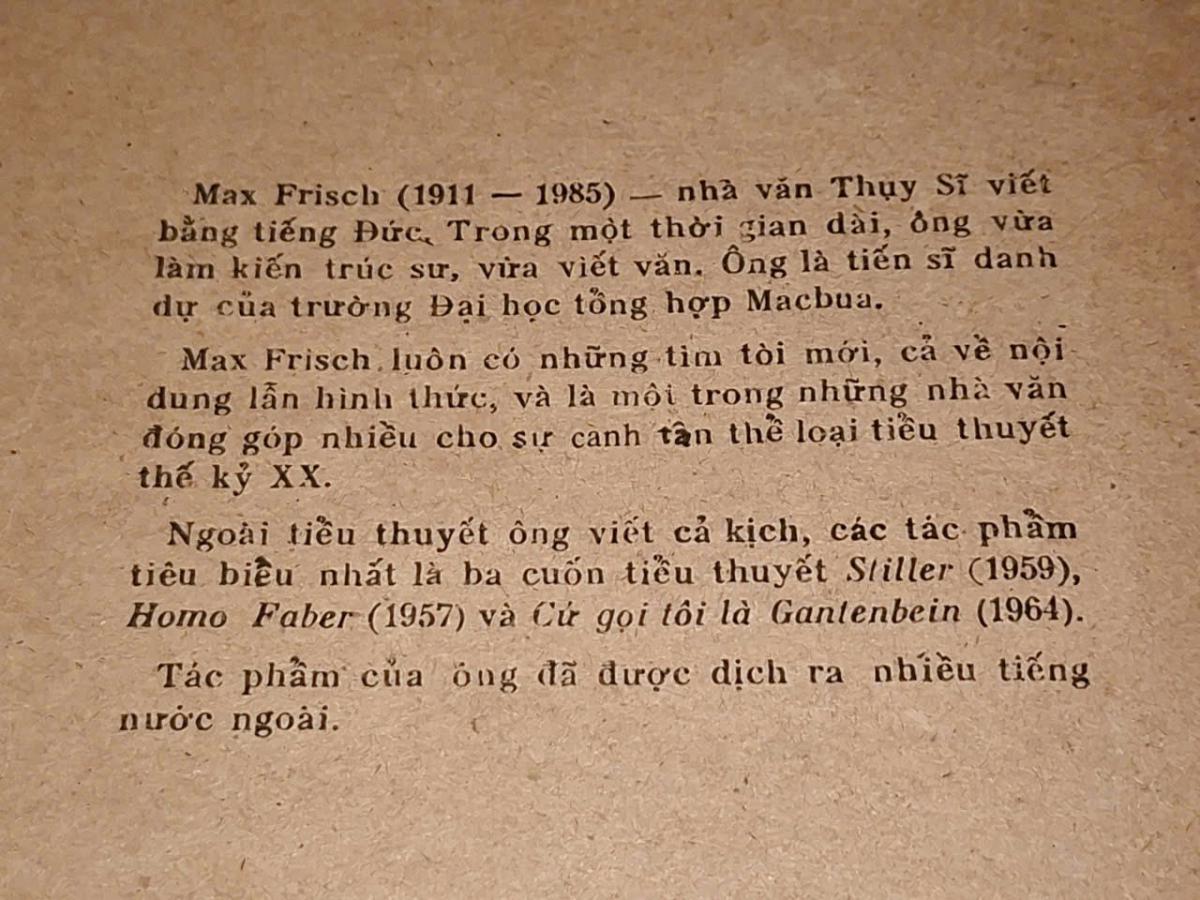 Max Frisch (1911 — 1985) — nhà văn Thụy Sĩ viết
bằng tiếng Đức. Trong một thời gian dài, ông vừa
làm kiến trúc sư, vừa viết văn. Ông là tiến sĩ danh
dự của trường Đại học tổng hợp Macbua.
Max Frisch luôn có những tìm tòi mới, cả về nội
dung lẫn hình thức, và là một trong những nhà văn
đóng góp nhiều cho sự cánh tân thể loại tiểu thuyết
thế kỷ XX.
Ngoài tiểu thuyết ông viết cả kịch, các tác phẩm
tiêu biểu nhất là ba cuốn tiểu thuyết Stiller (1959),
Homo Faber (1957) và Cứ gọi tôi là Gantenbein (1964).
Tác phẩm của ông đã được dịch ra nhiều tiếng
nước ngoài.